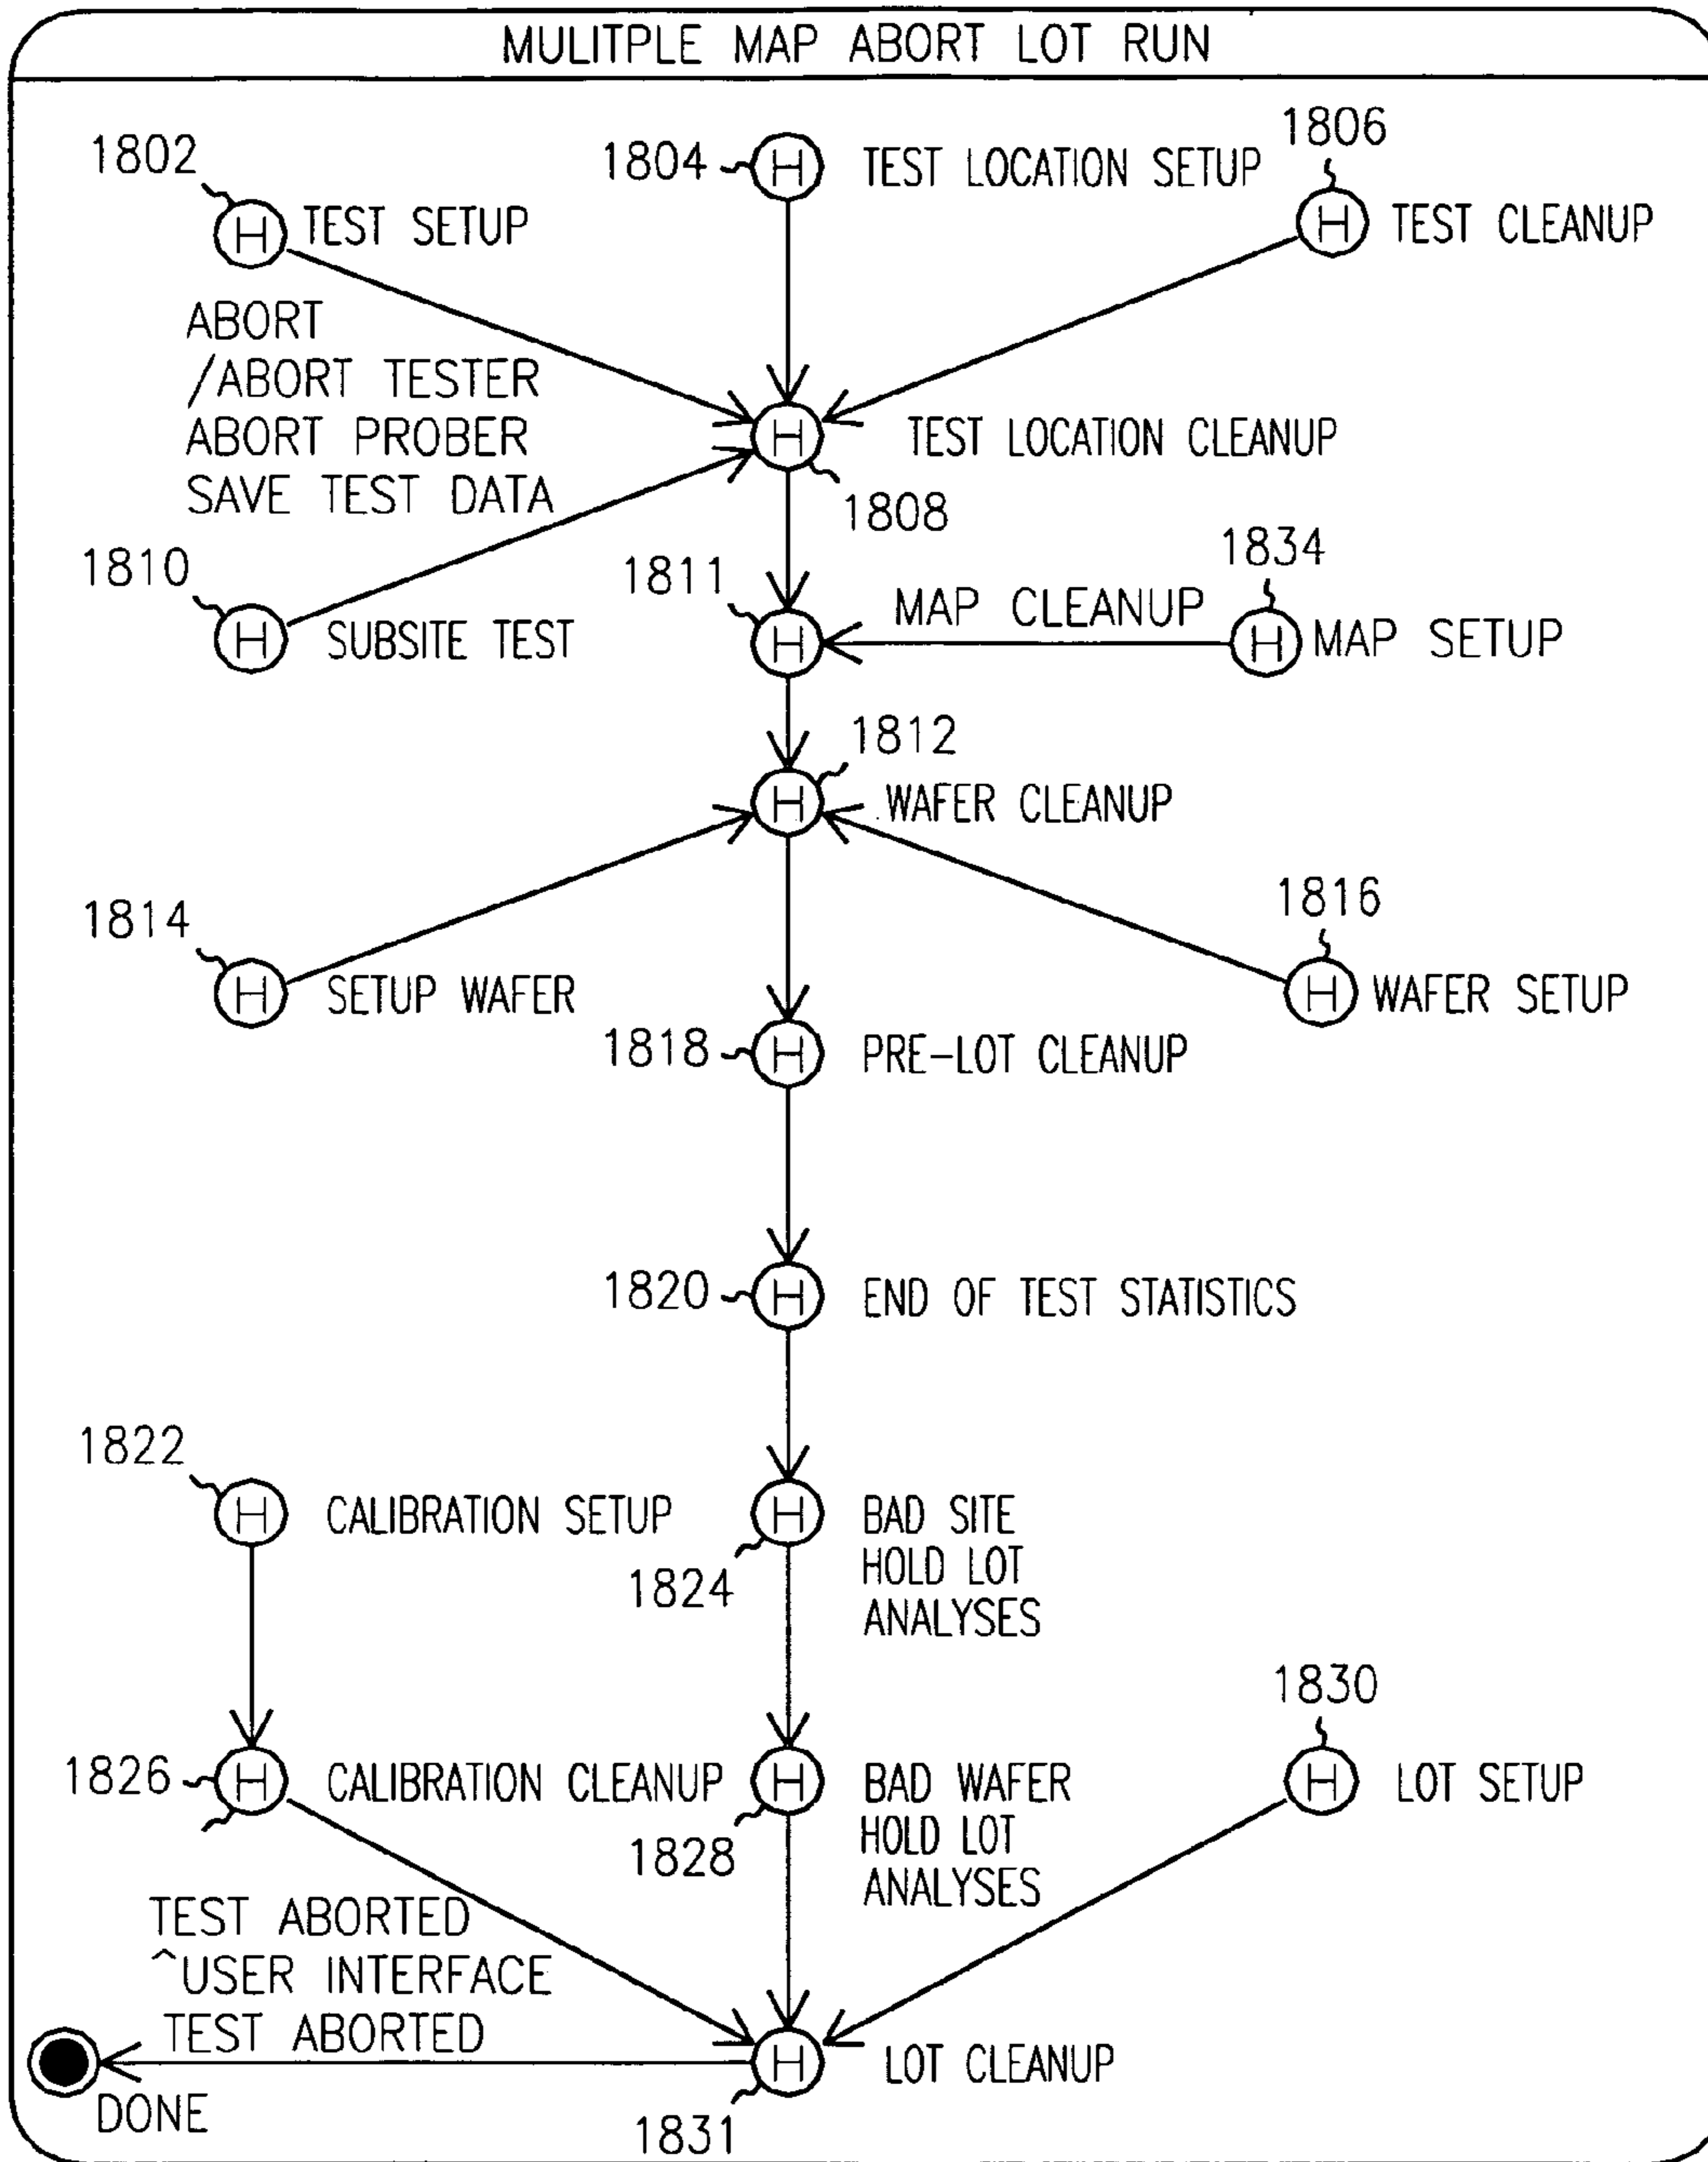 MULITPLE MAP ABORT LOT RUN
1802
H TEST SETUP
1804 H TEST LOCATION SETUP
1806
H TEST CLEANUP
ABORT
/ABORT TESTER
ABORT PROBER
SAVE TEST DATA
H TEST LOCATION CLEANUP
1808
1810
H SUBSITE TEST
1811
H
MAP CLEANUP
1834
H MAP SETUP
1812
H WAFER CLEANUP
1814
H SETUP WAFER
1816
H WAFER SETUP
1818 H PRE-LOT CLEANUP
1820 H END OF TEST STATISTICS
1822
H CALIBRATION SETUP
H BAD SITE
HOLD LOT
ANALYSES
1824
1826 H CALIBRATION CLEANUP
H BAD WAFER
HOLD LOT
ANALYSES
1828
1830
H LOT SETUP
TEST ABORTED
^USER INTERFACE
TEST ABORTED
DONE
H LOT CLEANUP
1831